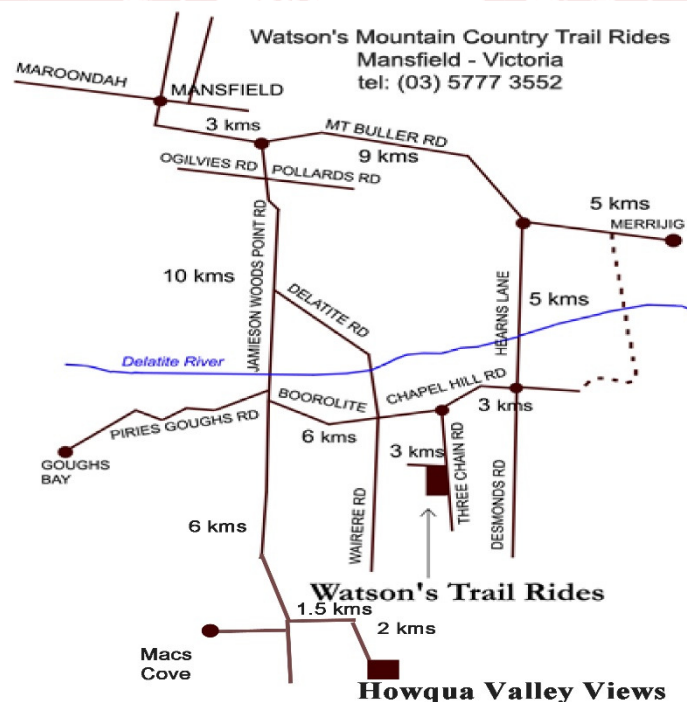 Watson's Mountain Country Trail Rides
Mansfield - Victoria
tel: (03) 5777 3552
MAROONDAH
MANSFIELD
3 kms
MT BULLER RD
9 kms
OGILVIES RD
POLLARDS RD
5 kms
MERRIJIG
JAMIESON WOODS POINT RD
10 kms
DELATITE RD
HEARNS LANE
5 kms
Delatite River
BOOROLITE
CHAPEL HILL RD
3 kms
PIRIES GOUGHS RD
6 kms
GOUGHS
BAY
3 kms
THREE CHAIN RD
DESMONDS RD
WAIRERE RD
6 kms
Watson's Trail Rides
1.5 kms
2 kms
Macs
Cove
Howqua Valley Views